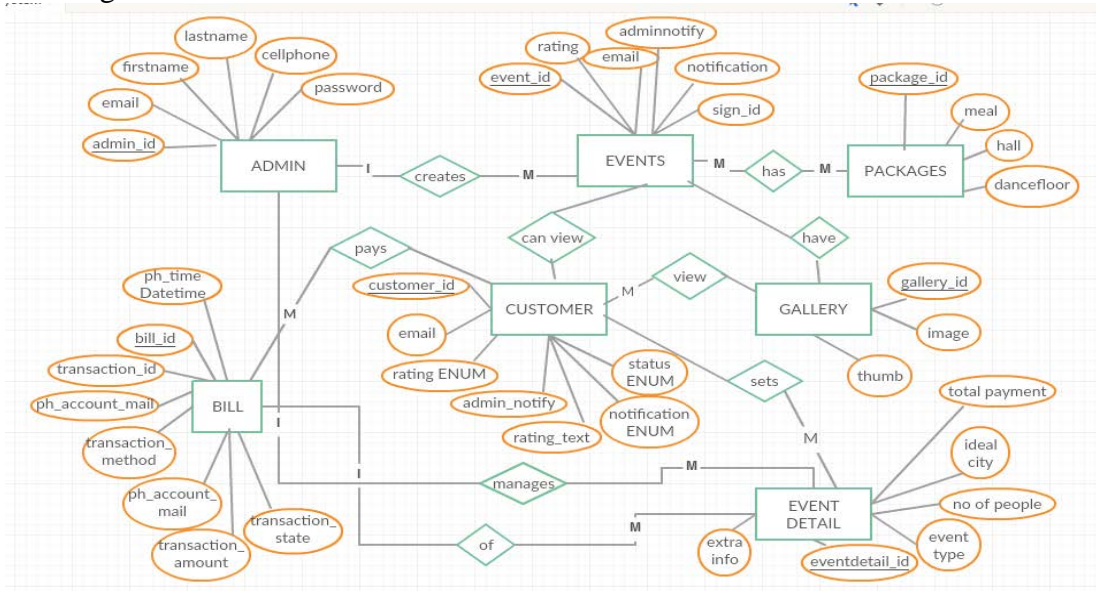 lastname
adminnotify
rating
email
cellphone
firstname
event_id
notification
package_id
password
email
sign_id
meal
admin_id
hall
ADMIN
EVENTS
PACKAGES
I
creates
M
M
has
M
dancefloor
can view
have
pays
ph_time
Datetime
customer_id
view
gallery_id
M
M
CUSTOMER
GALLERY
bill_id
email
image
transaction_id
rating ENUM
status
ENUM
sets
thumb
total payment
ph_account_mail
BILL
admin_notify
notification
ENUM
I
rating_text
M
transaction_
method
ideal
city
I
M
manages
ph_account_
mail
no of people
EVENT
DETAIL
transaction_
state
M
of
extra
info
event
type
transaction_
amount
eventdetail_id